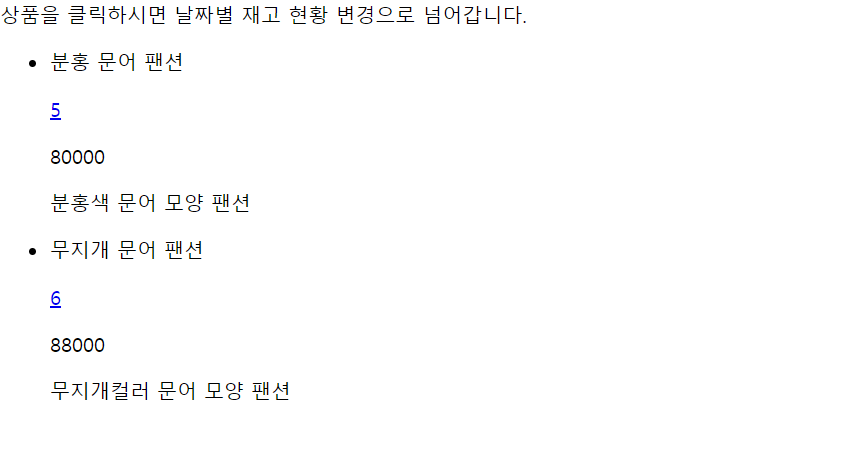 상품을 클릭하시면 날짜별 재고 현황 변경으로 넘어갑니다.
분홍 문어 팬션
5
80000
분홍색 문어 모양 팬션
무지개 문어 팬션
6
88000
무지개컬러 문어 모양 팬션